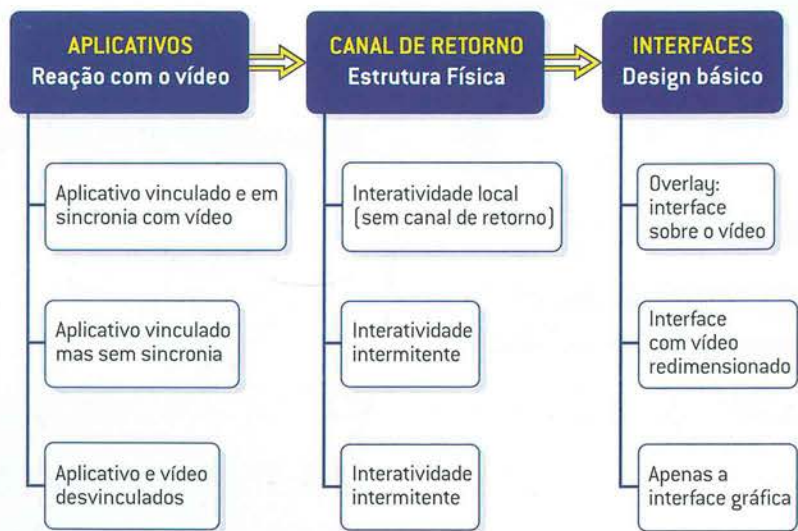 APLICATIVOS
Reação com o vídeo
CANAL DE RETORNO
Estrutura Física
INTERFACES
Design básico
Aplicativo vinculado e em
sincronia com vídeo
Aplicativo vinculado
mas sem sincronia
Aplicativo e vídeo
desvinculados
Interatividade local
(sem canal de retorno)
Interatividade
intermitente
Interatividade
intermitente
Overlay:
interface
sobre o vídeo
Interface
com vídeo
redimensionado
Apenas a
interface gráfica